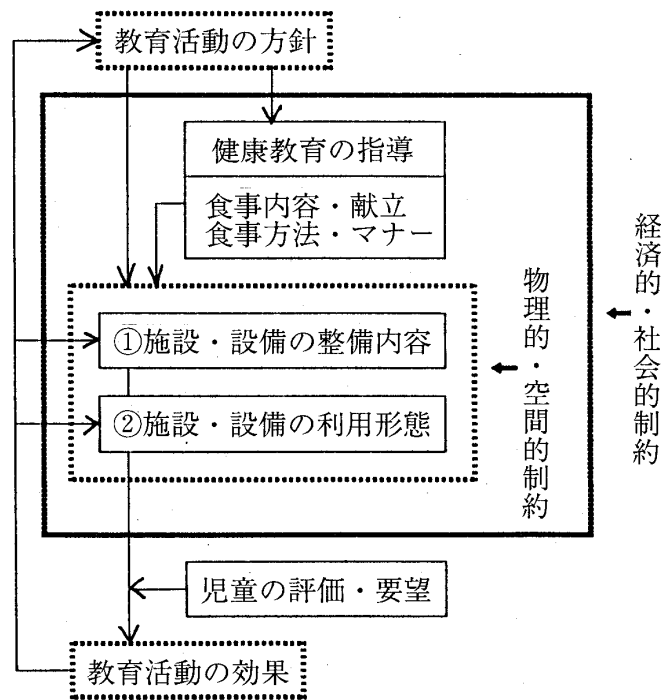 教育活動の方針
健康教育の指導
食事内容・献立
食事方法・マナー
①施設・設備の整備内容
②施設・設備の利用形態
物理的・空間的制約
経済的・社会的制約
児童の評価・要望
教育活動の効果